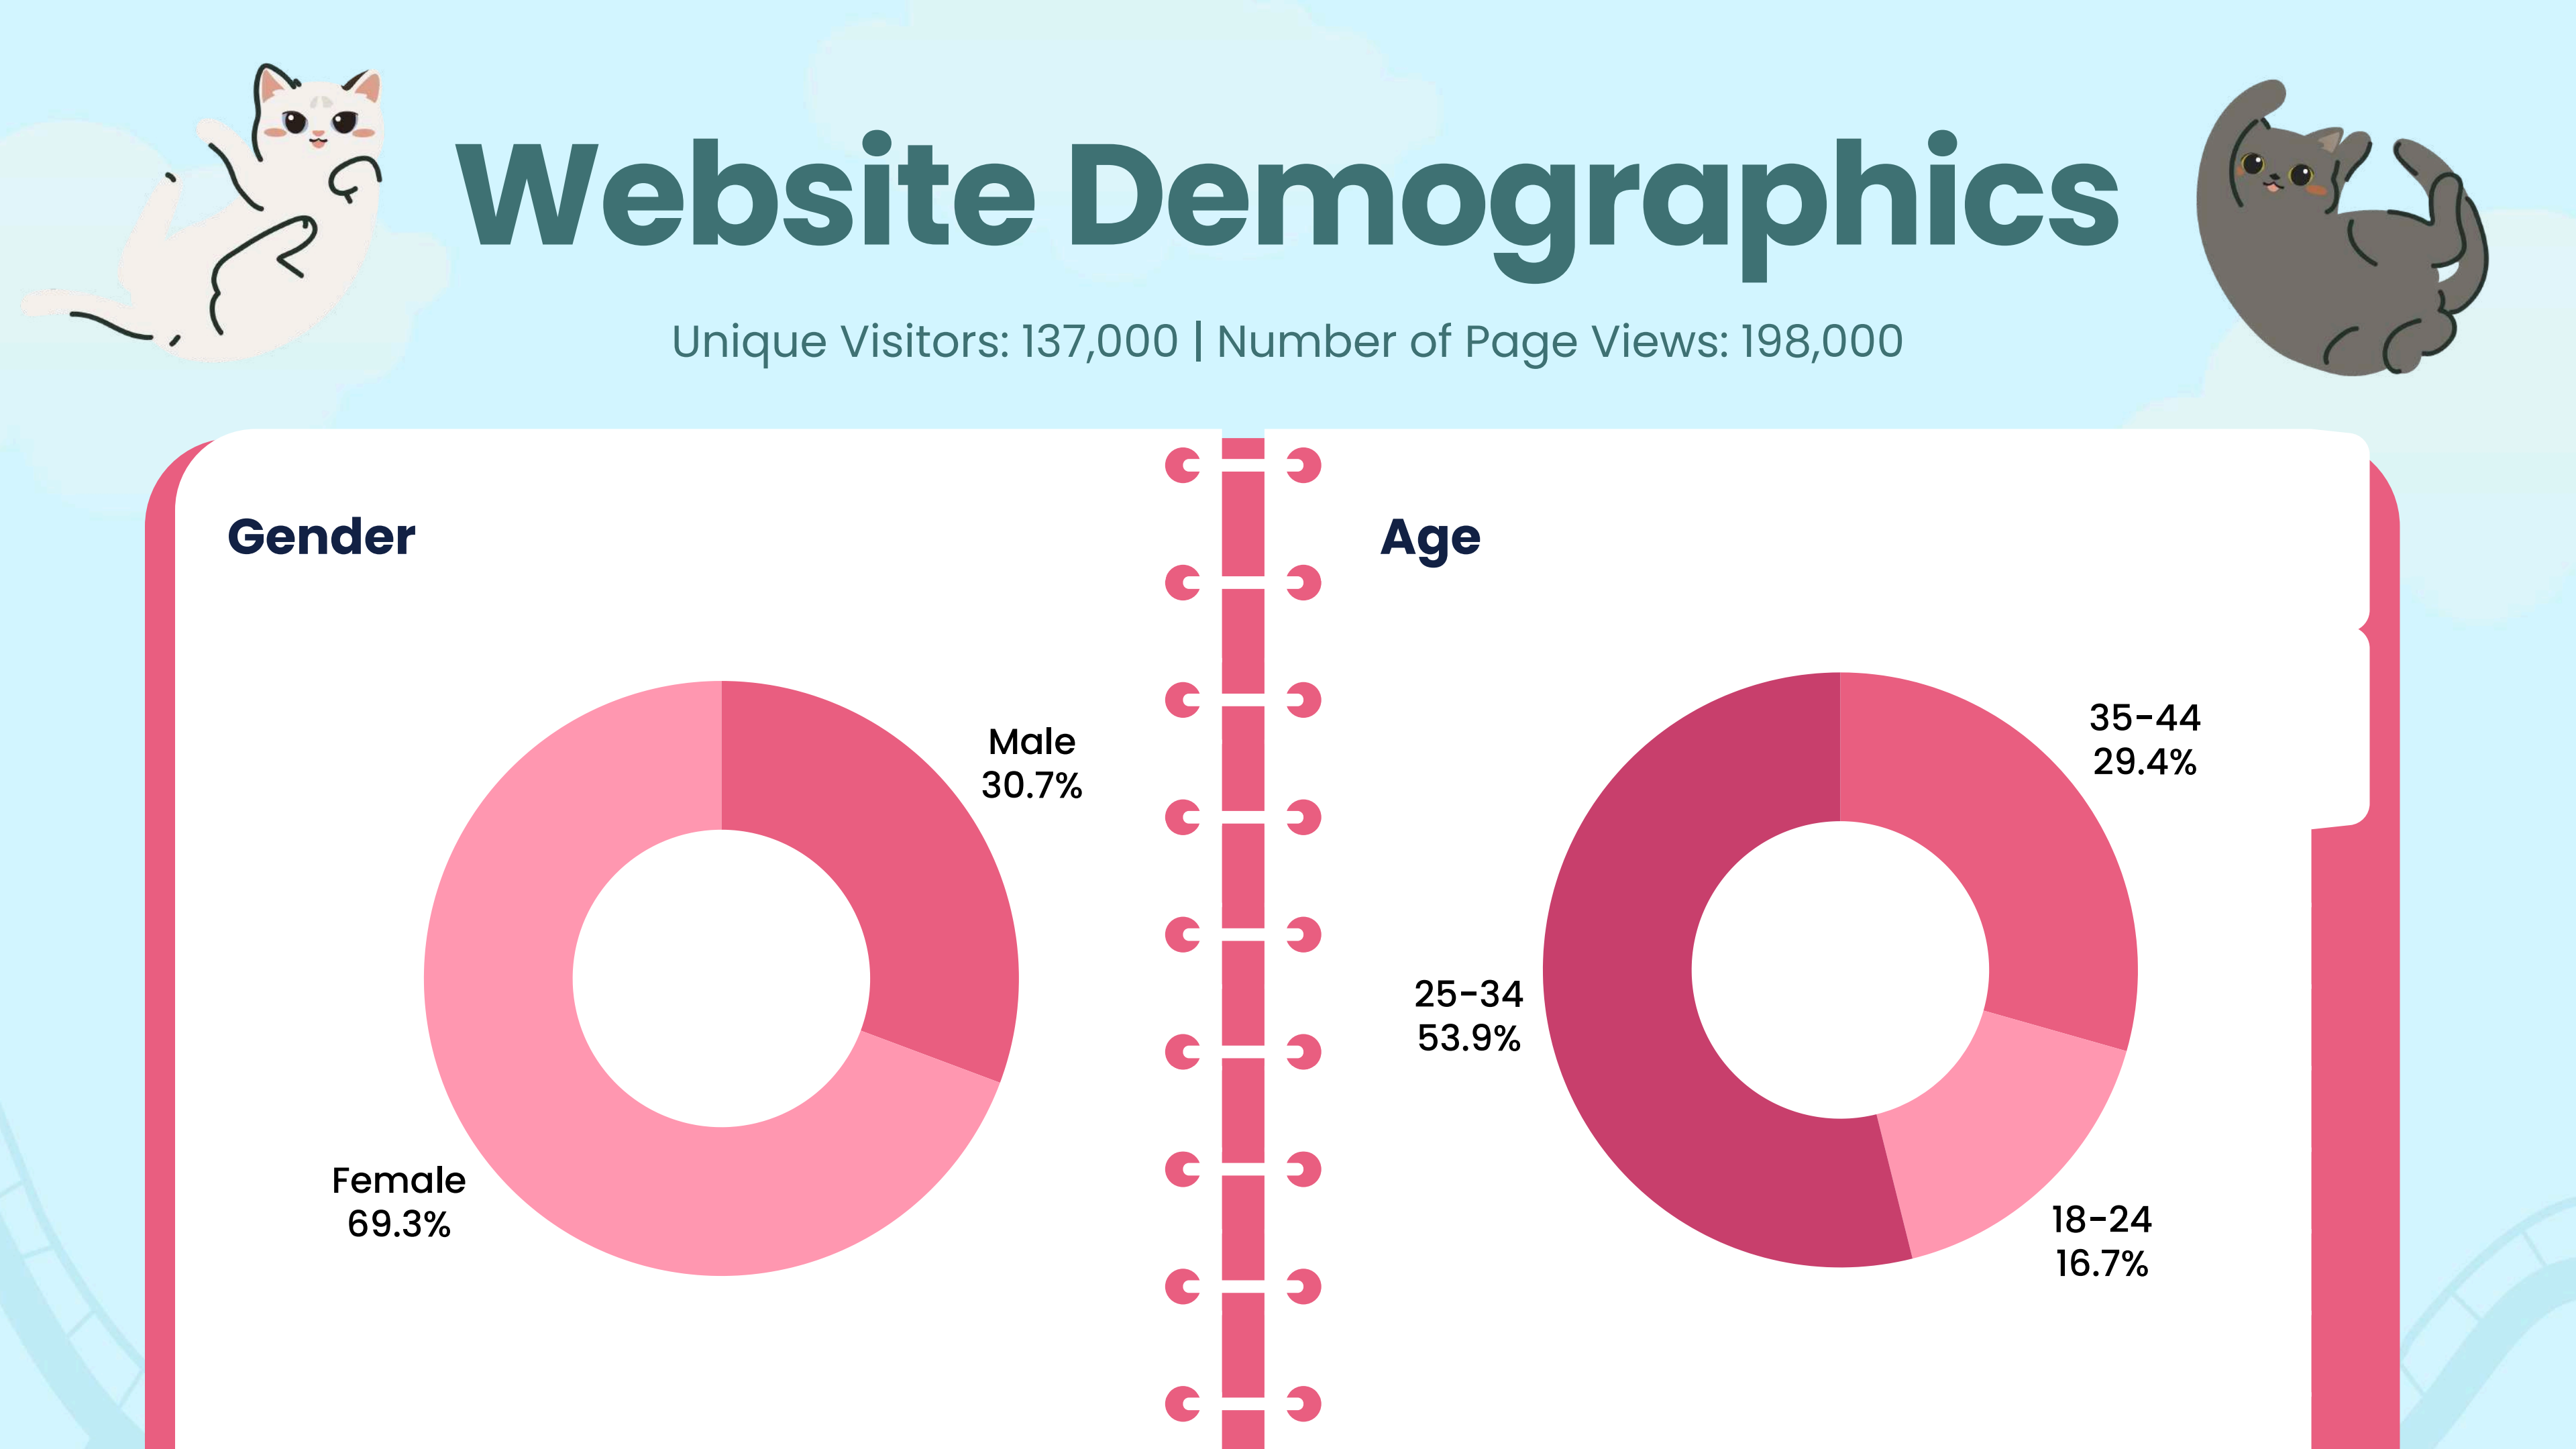 Website Demographics
Unique Visitors: 137,000 | Number of Page Views: 198,000
Gender
Male
30.7%
Female
69.3%
Age
35-44
29.4%
25-34
53.9%
18-24
16.7%